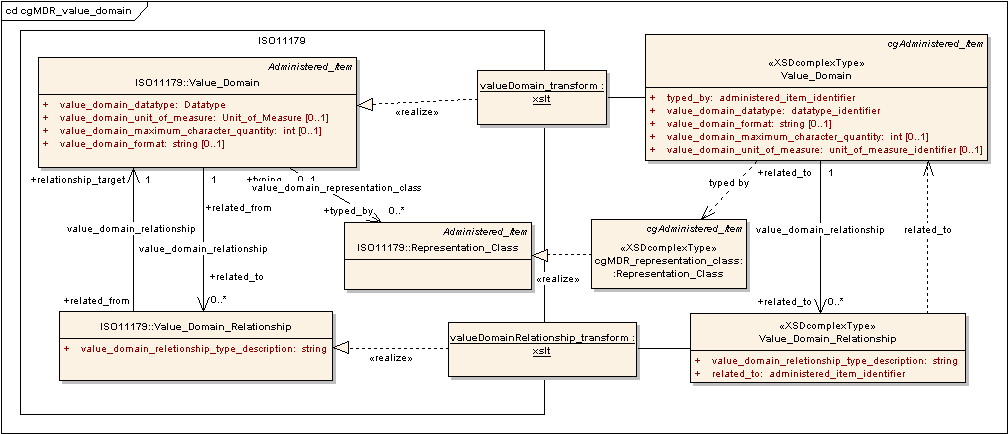 cd cgMDR_value_domain
ISO11179
Administered_Item
ISO11179::Value_Domain
+ value_domain_datatype: Datatype
+ value_domain_unit_of_measure: Unit_of_Measure [0..1]
+ value_domain_maximum_character_quantity: int [0..1]
+ value_domain_format: string [0..1]
valueDomain_transform :
xslt
«realize»
cgAdministered_Item
«XSDcomplexType»
Value_Domain
+ typed_by: administered_item_identifier
+ value_domain_datatype: datatype_identifier
+ value_domain_format: string [0..1]
+ value_domain_maximum_character_quantity: int [0..1]
+ value_domain_unit_of_measure: unit_of_measure_identifier [0..1]
+relationship_target 1
1
+typing 0..1
value_domain_representation_class
+related_from
+typed_by 0..*
typed by
+related_to 1
value_domain_relationship
value_domain_relationship
value_domain_relationship
related_to
Administered_Item
ISO11179::Representation_Class
«realize»
cgAdministered_Item
«XSDcomplexType»
cgMDR_representation_class:
:Representation_Class
+related_to
+related_from
0..*
+related_to 0..*
ISO11179::Value_Domain_Relationship
+ value_domain_reletionship_type_description: string
«realize»
valueDomainRelationship_transform :
xslt
«XSDcomplexType»
Value_Domain_Relationship
+ value_domain_reletionship_type_description: string
+ related_to: administered_item_identifier